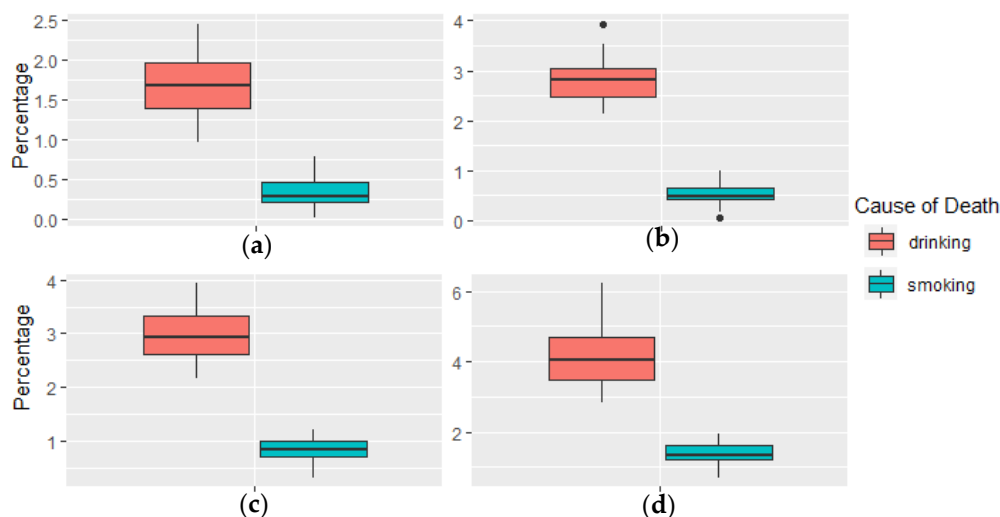 2.5
2.0
1.5
1.0
0.5
0.0
Percentage
(a)
4
3
2
1
0
(b)
Cause of Death
drinking
smoking
4
3
2
1
Percentage
(c)
6
4
2
(d)